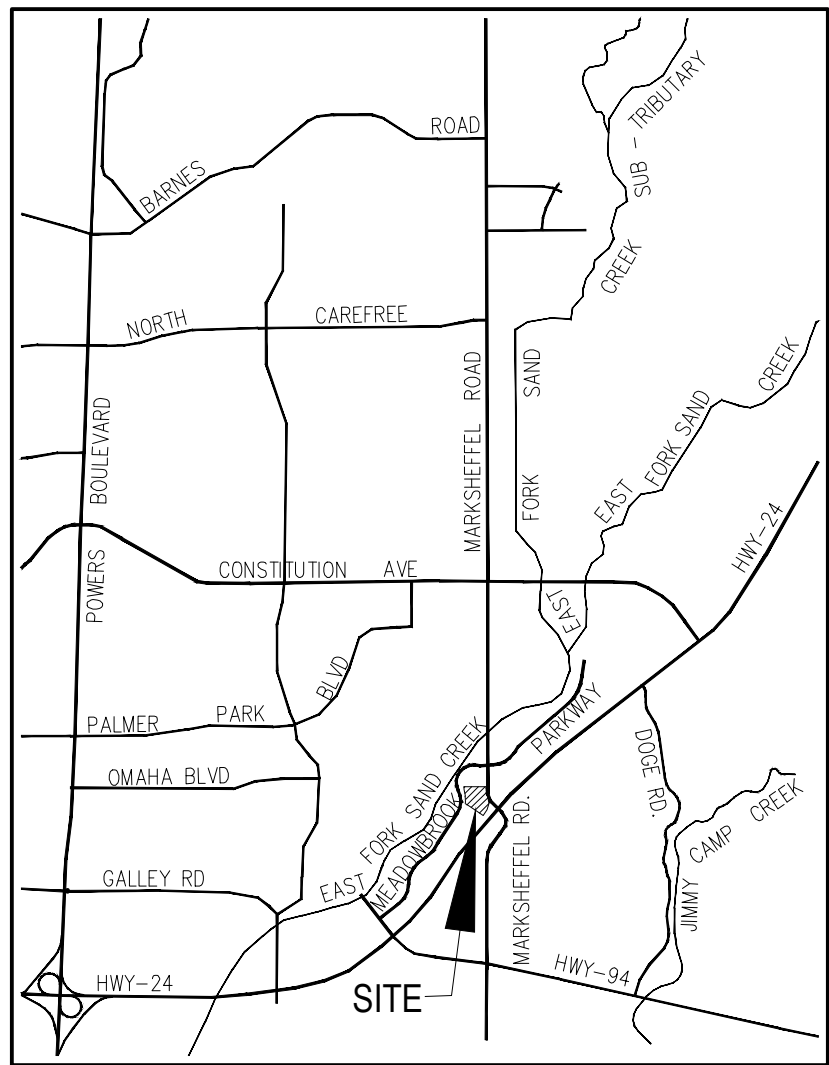 ROAD
BARNES
SUB - TRIBUTARY
CREEK
NORTH
CAREFREE
SAND
FORK
MARKSHEFFEL ROAD
CREEK
EAST FORK SAND
POWERS BOULEVARD
HWY-24
CONSTITUTION AVE
EAST
BLVD
PALMER PARK
PARKWAY
OMAHA BLVD
DOGE RD.
EAST FORK SAND CREEK
MEADOWBROOK
MARKSHEFFEL RD.
JIMMY CAMP CREEK
GALLEY RD
HWY-94
HWY-24
SITE